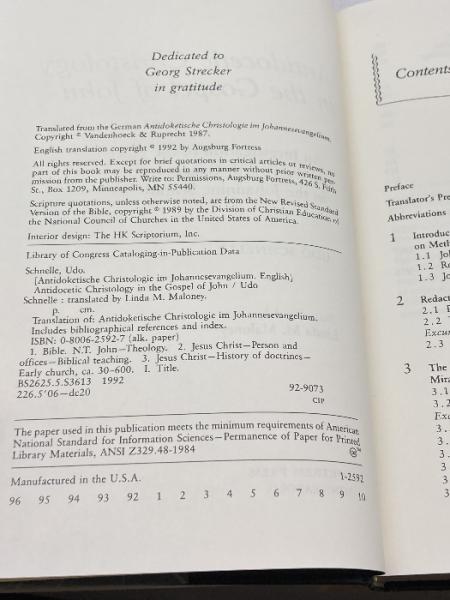 Dedicated to
Georg Strecker
in gratitude
Translated from the German Antidoketische Christologie im Johannesevangelium,
Copyright © Vandenhoeck & Ruprecht 1987.
English translation copyright © 1992 by Augsburg Fortress
All rights reserved. Except for brief quotations in critical articles or reviews, no
part of this book may be reproduced in any manner without prior written per-
mission from the publisher. Write to: Permissions, Augsburg Fortress, 426 S. Fifth
St., Box 1209, Minneapolis, MN 55440.
Scripture quotations, unless otherwise noted, are from the New Revised Standard
Version of the Bible, copyright © 1989 by the Division of Christian Education of
the National Council of Churches in the United States of America.
Interior design: The HK Scriptorium, Inc.
Library of Congress Cataloging-in-Publication Data
Schnelle, Udo.
[Antidoketische Christologie im Johannesevangelium. English]
Antidocetic Christology in the Gospel of John / Udo
Schnelle : translated by Linda M. Maloney.
p. cm.
Translation of: Antidoketische Christologie im Johannesevangelium.
Includes bibliographical references and index.
ISBN: 0-8006-2592-7 (alk. paper)
1. Bible. N.T. John—Theology. 2. Jesus Christ—Person and
offices—Biblical teaching. 3. Jesus Christ—History of doctrines—
Early church, ca. 30–600. I. Title.
BS2625.5.S3613 1992
226.5'06—dc20 92-9073
CIP
The paper used in this publication meets the minimum requirements of American
National Standard for Information Sciences—Permanence of Paper for Printed
Library Materials, ANSI Z329.48-1984
Manufactured in the U.S.A. 1-2592
96 95 94 93 92 1 2 3 4 5 6 7 8 9 10
Contents
Preface
Translator's Pre
Abbreviations
1 Introduc
on Meth
1.1 Jol
1.2 Re
1.3 Jo
2 Redact
2.1 E
2.2
Excu
2.3
3 The
Mira
3.1
3.2
Exc
3.
3.
3
3
3
3